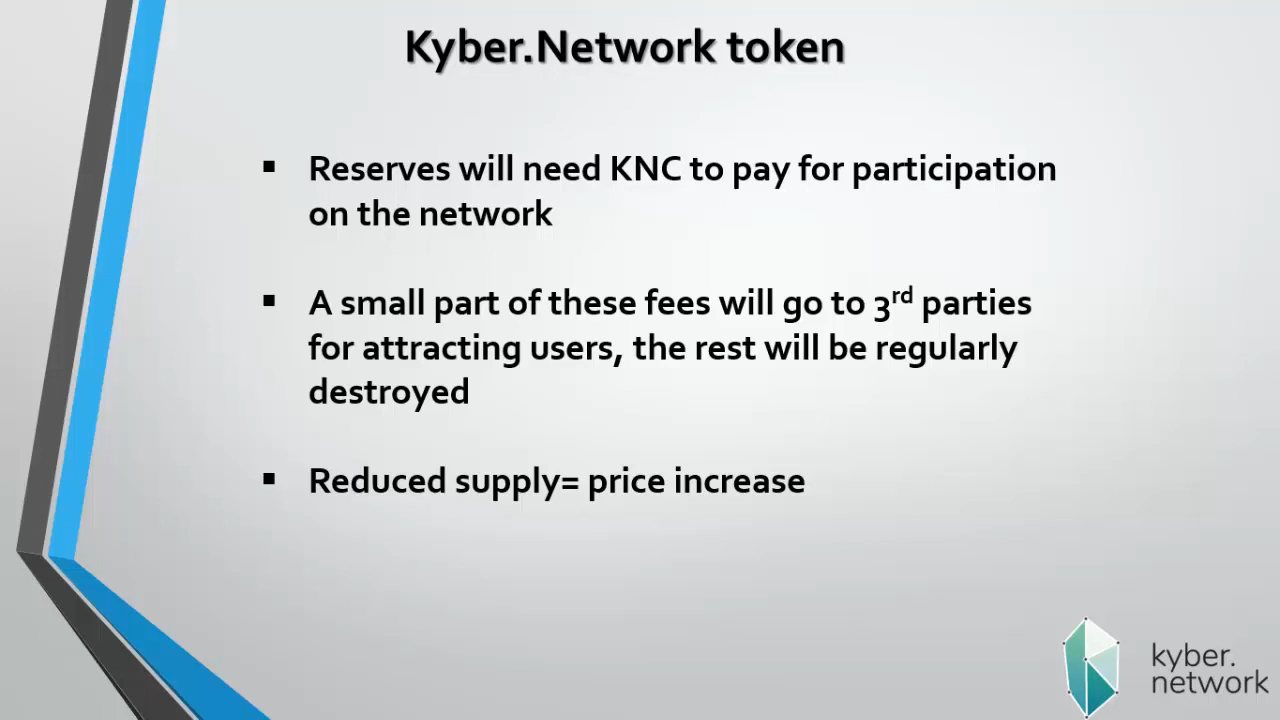 Kyber.Network token
▪ Reserves will need KNC to pay for participation
on the network
▪ A small part of these fees will go to 3rd parties
for attracting users, the rest will be regularly
destroyed
▪ Reduced supply= price increase
kyber.
network